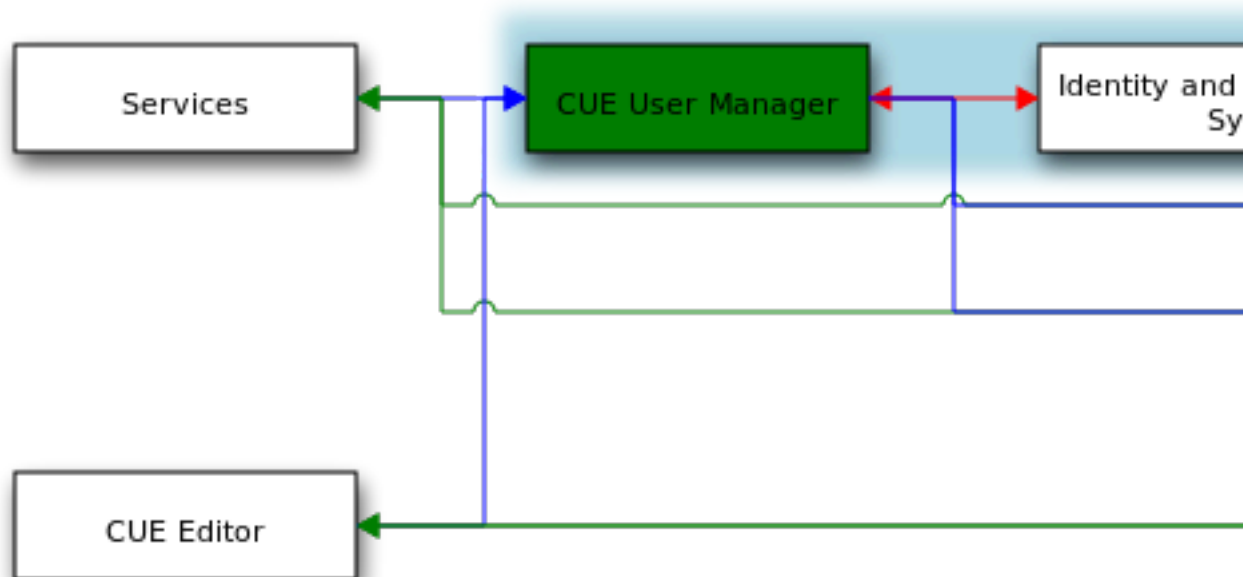 Services
CUE User Manager
Identity and
Sy
CUE Editor